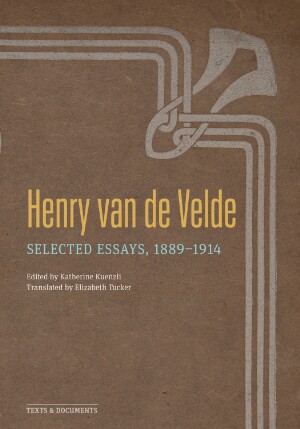 Henry van de Velde
SELECTED ESSAYS, 1889–1914
Edited by Katherine Kuenzli
Translated by Elizabeth Tucker
TEXTS & DOCUMENTS